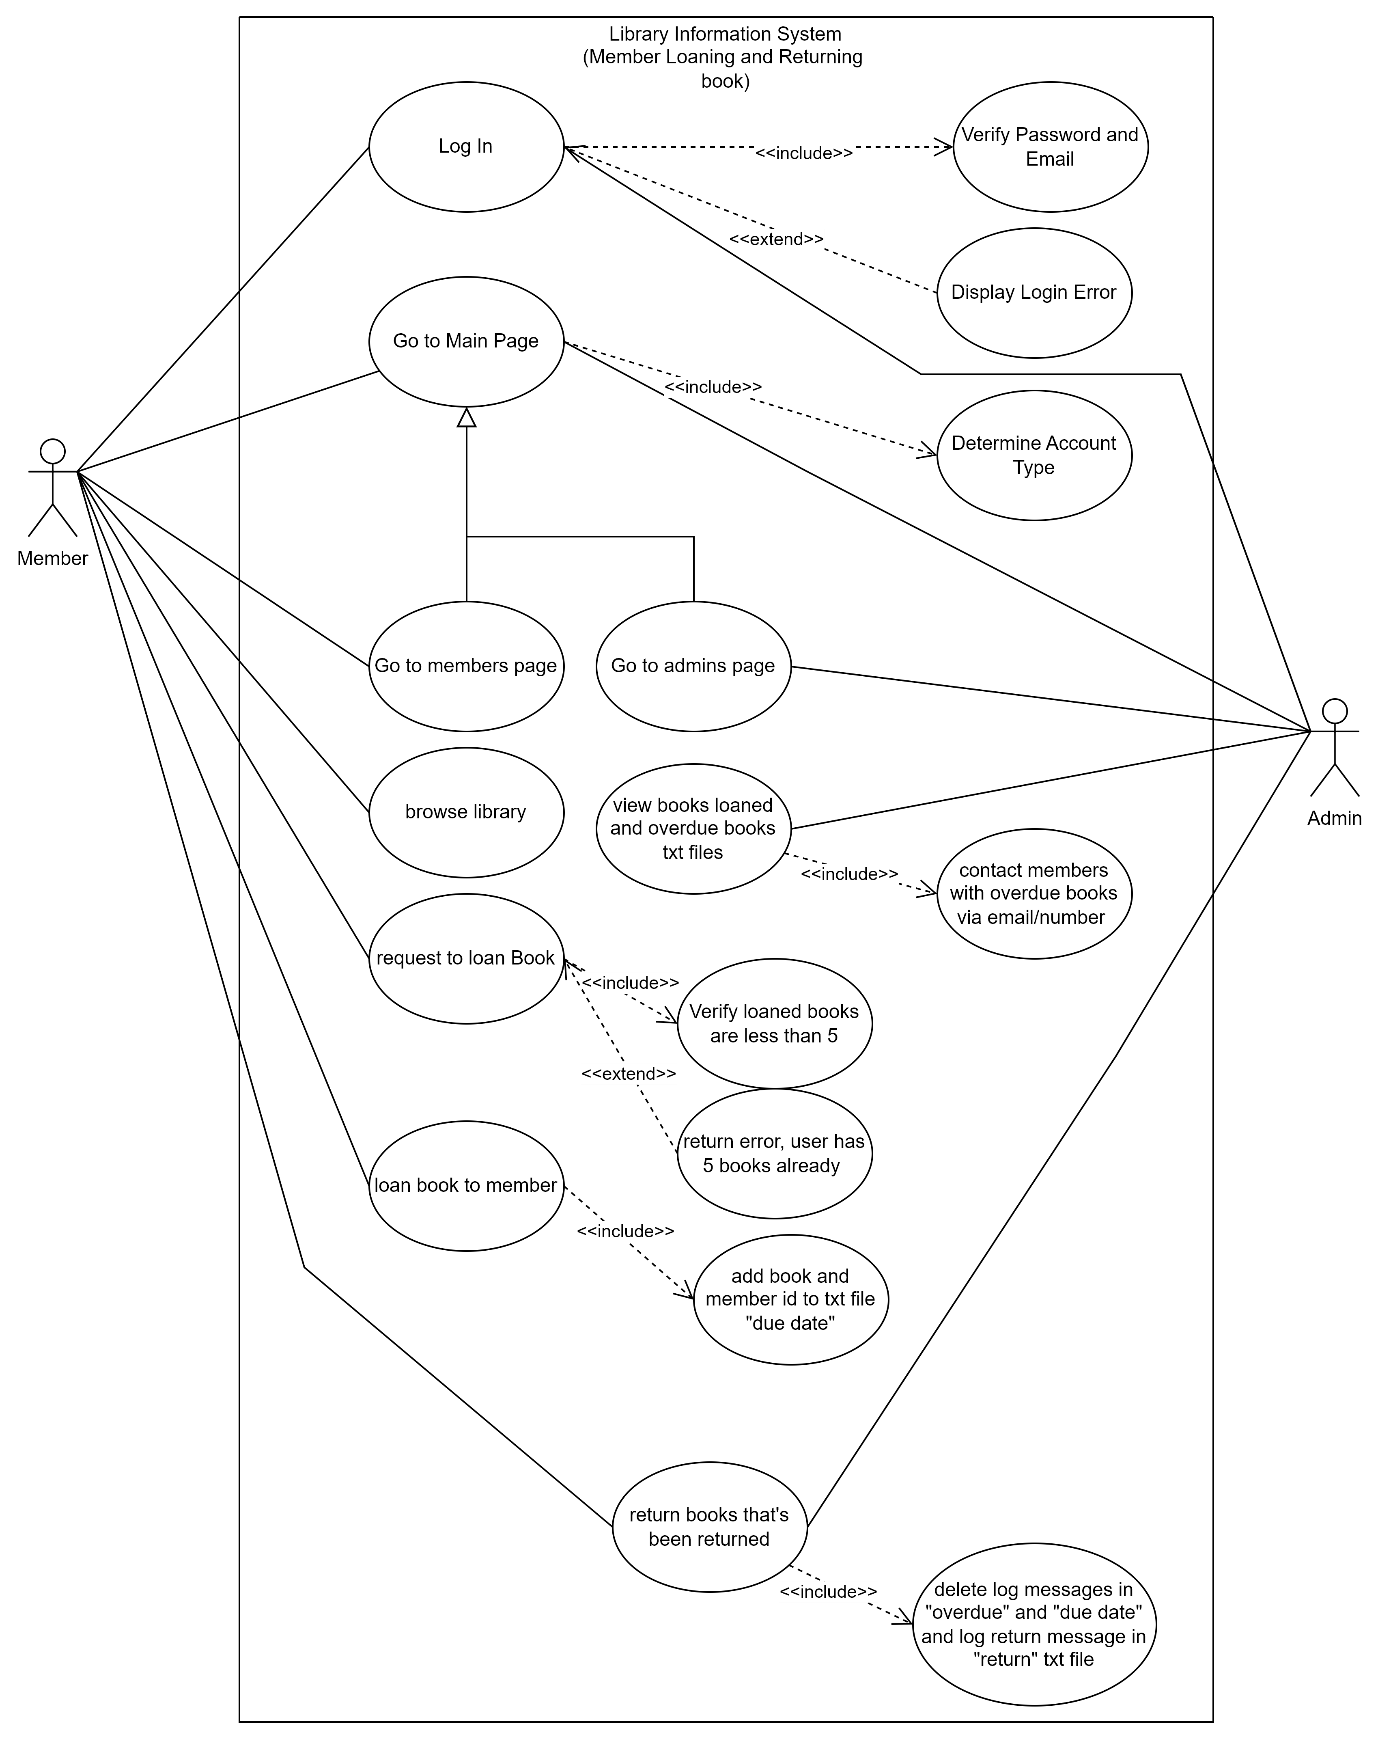 Library Information System
(Member Loaning and Returning
book)
Log In
<<include>>
Verify Password and
Email
<<extend>>
Display Login Error
Go to Main Page
<<include>>
Determine Account
Type
Member
Go to members page
Go to admins page
Admin
browse library
view books loaned
and overdue books
txt files
<<include>>
contact members
with overdue books
via email/number
request to loan Book
<<include>>
Verify loaned books
are less than 5
<<extend>>
return error, user has
5 books already
loan book to member
<<include>>
add book and
member id to txt file
"due date"
return books that's
been returned
<<include>>
delete log messages in
"overdue" and "due date"
and log return message in
"return" txt file